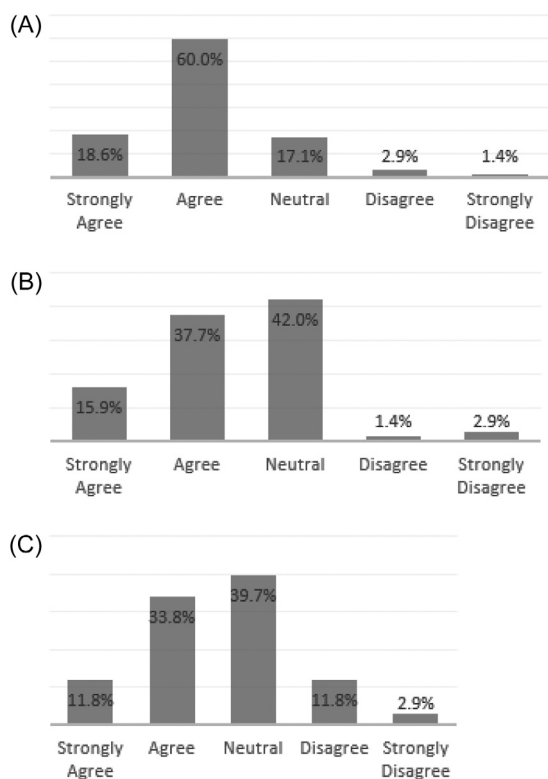 (A)
60.0%
18.6%
17.1%
2.9%
1.4%
Strongly Agree
Agree
Neutral
Disagree
Strongly Disagree
(B)
37.7%
42.0%
15.9%
1.4%
2.9%
Strongly Agree
Agree
Neutral
Disagree
Strongly Disagree
(C)
33.8%
39.7%
11.8%
11.8%
2.9%
Strongly Agree
Agree
Neutral
Disagree
Strongly Disagree